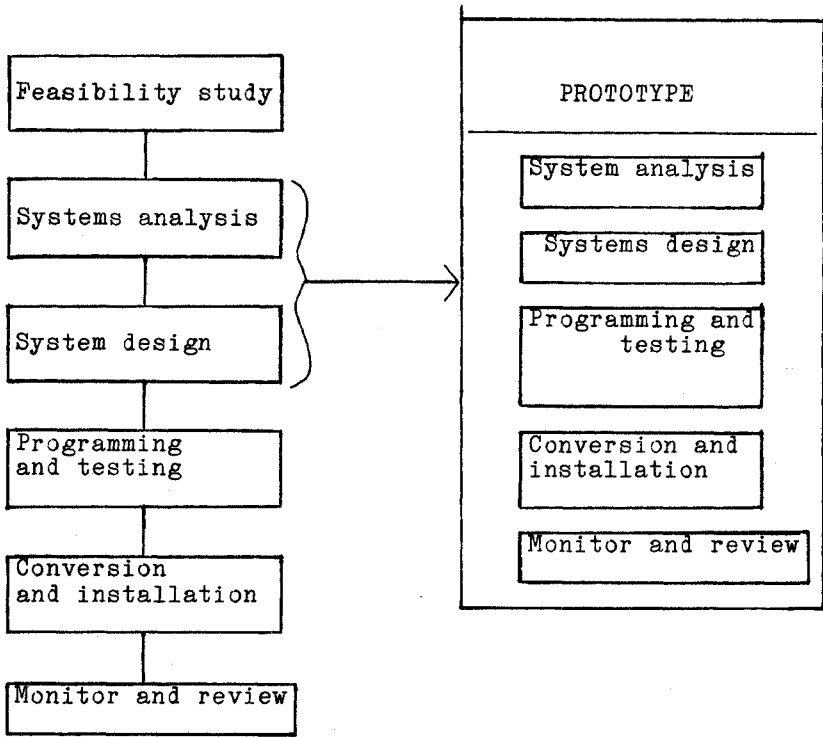 Feasibility study
Systems analysis
System design
Programming
and testing
Conversion
and installation
Monitor and review
PROTOTYPE
System analysis
Systems design
Programming and
testing
Conversion and
installation
Monitor and review